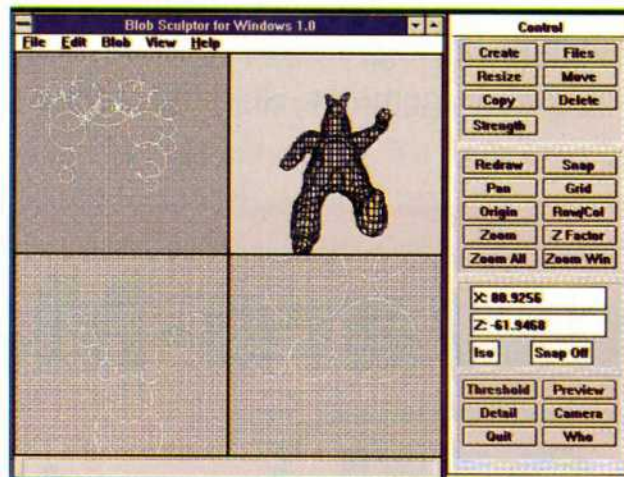 Blob Sculptor for Windows 1.0
File Edit Blob View Help
Control
Create Files
Resize Move
Copy Delete
Strength
Redraw Snap
Pan Grid
Origin Row/Col
Zoom Z Factor
Zoom All Zoom Win
X: 80.9256
Z: -61.9468
Iso Snap Off
Threshold Preview
Detail Camera
Quit Who